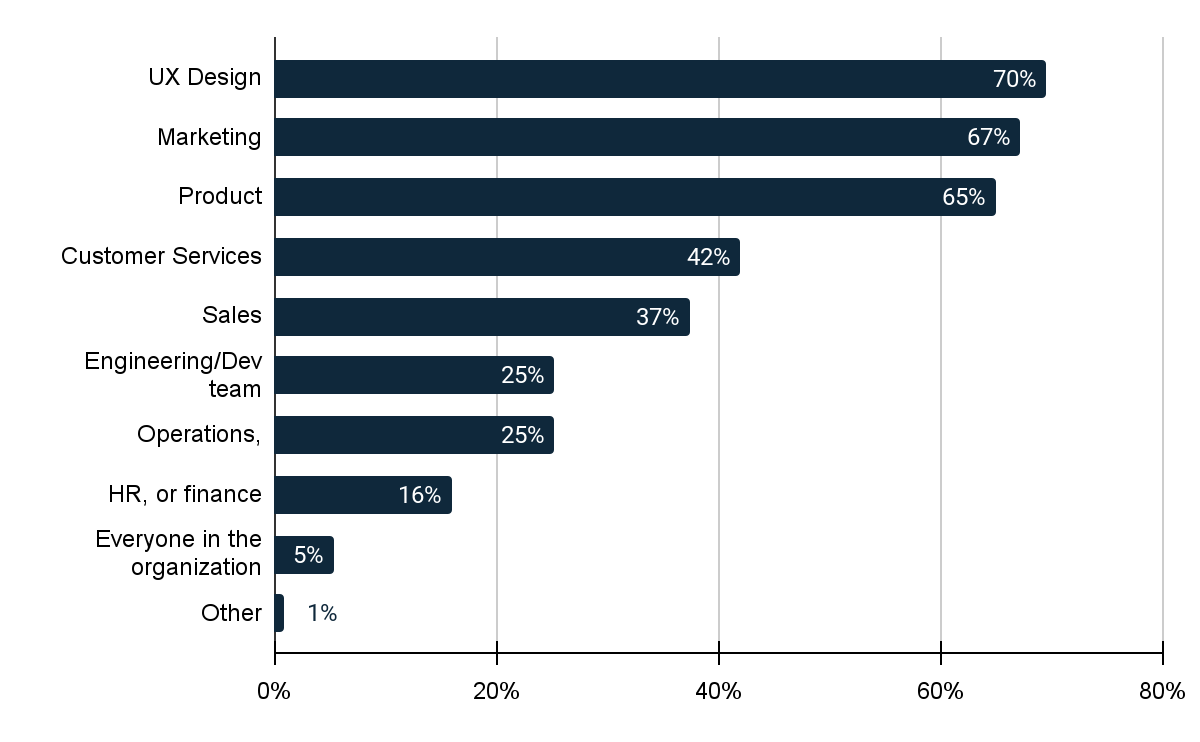 UX Design
70%
Marketing
67%
Product
65%
Customer Services
42%
Sales
37%
Engineering/Dev
team
25%
Operations,
25%
HR, or finance
16%
Everyone in the
organization
5%
Other
1%
0%
20%
40%
60%
80%